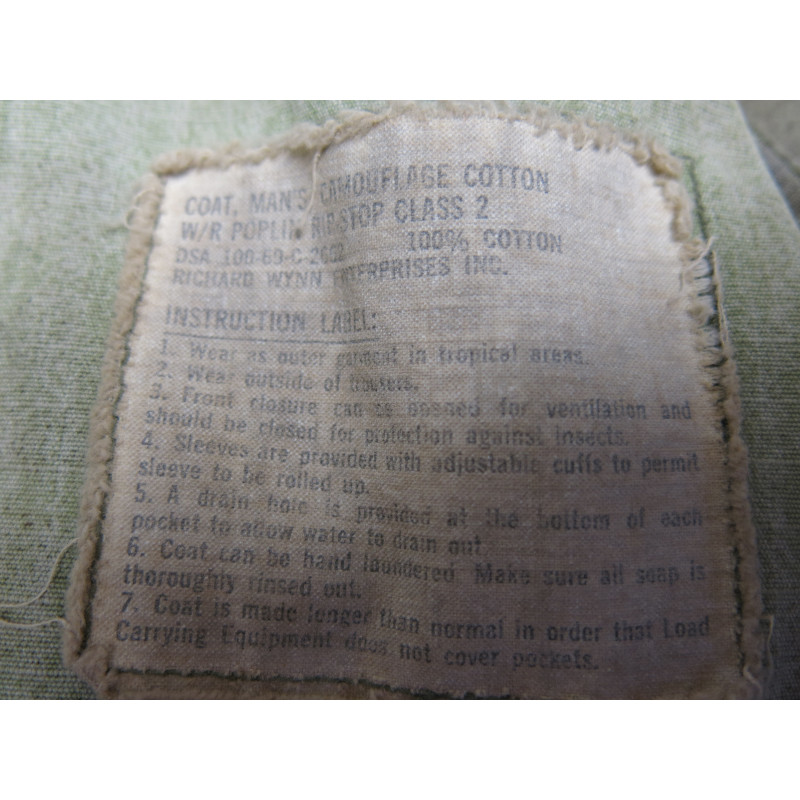 COAT, MAN'S CAMOUFLAGE COTTON
W/R POPLIN RIP-STOP CLASS 2
DSA 100-69-C-2602 100% COTTON
RICHARD WYNN ENTERPRISES INC.
INSTRUCTION LABEL:
1. Wear as outer garment in tropical areas.
2. Wear outside of trousers.
3. Front closure can be opened for ventilation and
should be closed for protection against insects.
4. Sleeves are provided with adjustable cuffs to permit
sleeve to be rolled up.
5. A drain hole is provided at the bottom of each
pocket to allow water to drain out.
6. Coat can be hand laundered. Make sure all soap is
thoroughly rinsed out.
7. Coat is made longer than normal in order that Load
Carrying Equipment does not cover pockets.